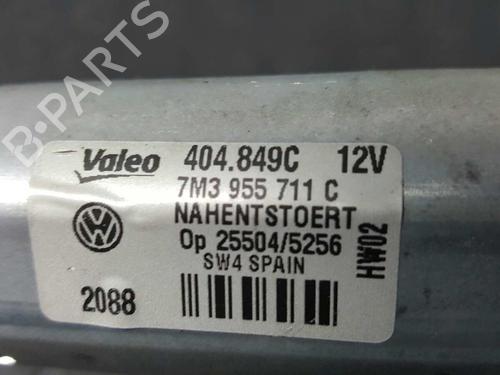 B-PARTS
Valeo 404.849C 12V
7M3 955 711 C
NAHENTSTOERT
Op 25504/5256
SW4 SPAIN
HW02
2088